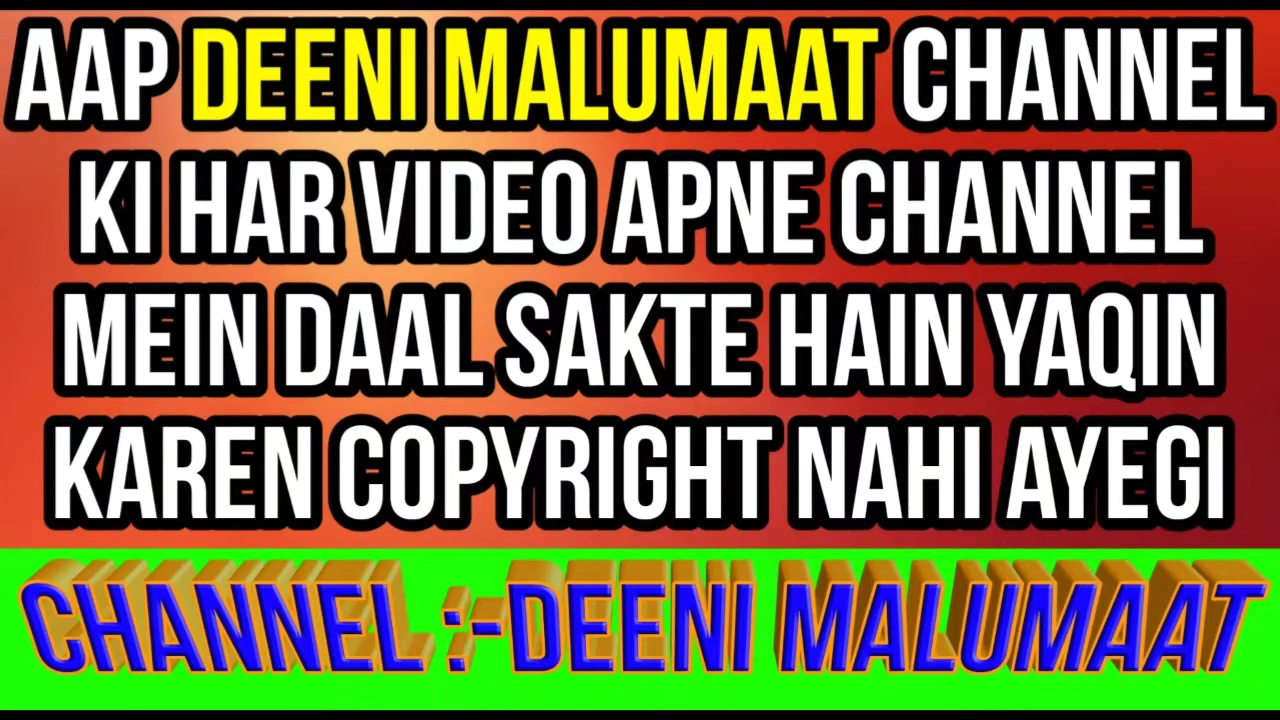 AAP DEENI MALUMAAT CHANNEL
KI HAR VIDEO APNE CHANNEL
MEIN DAAL SAKTE HAIN YAQIN
KAREN COPYRIGHT NAHI AYEGI
CHANNEL :-DEENI MALUMAAT